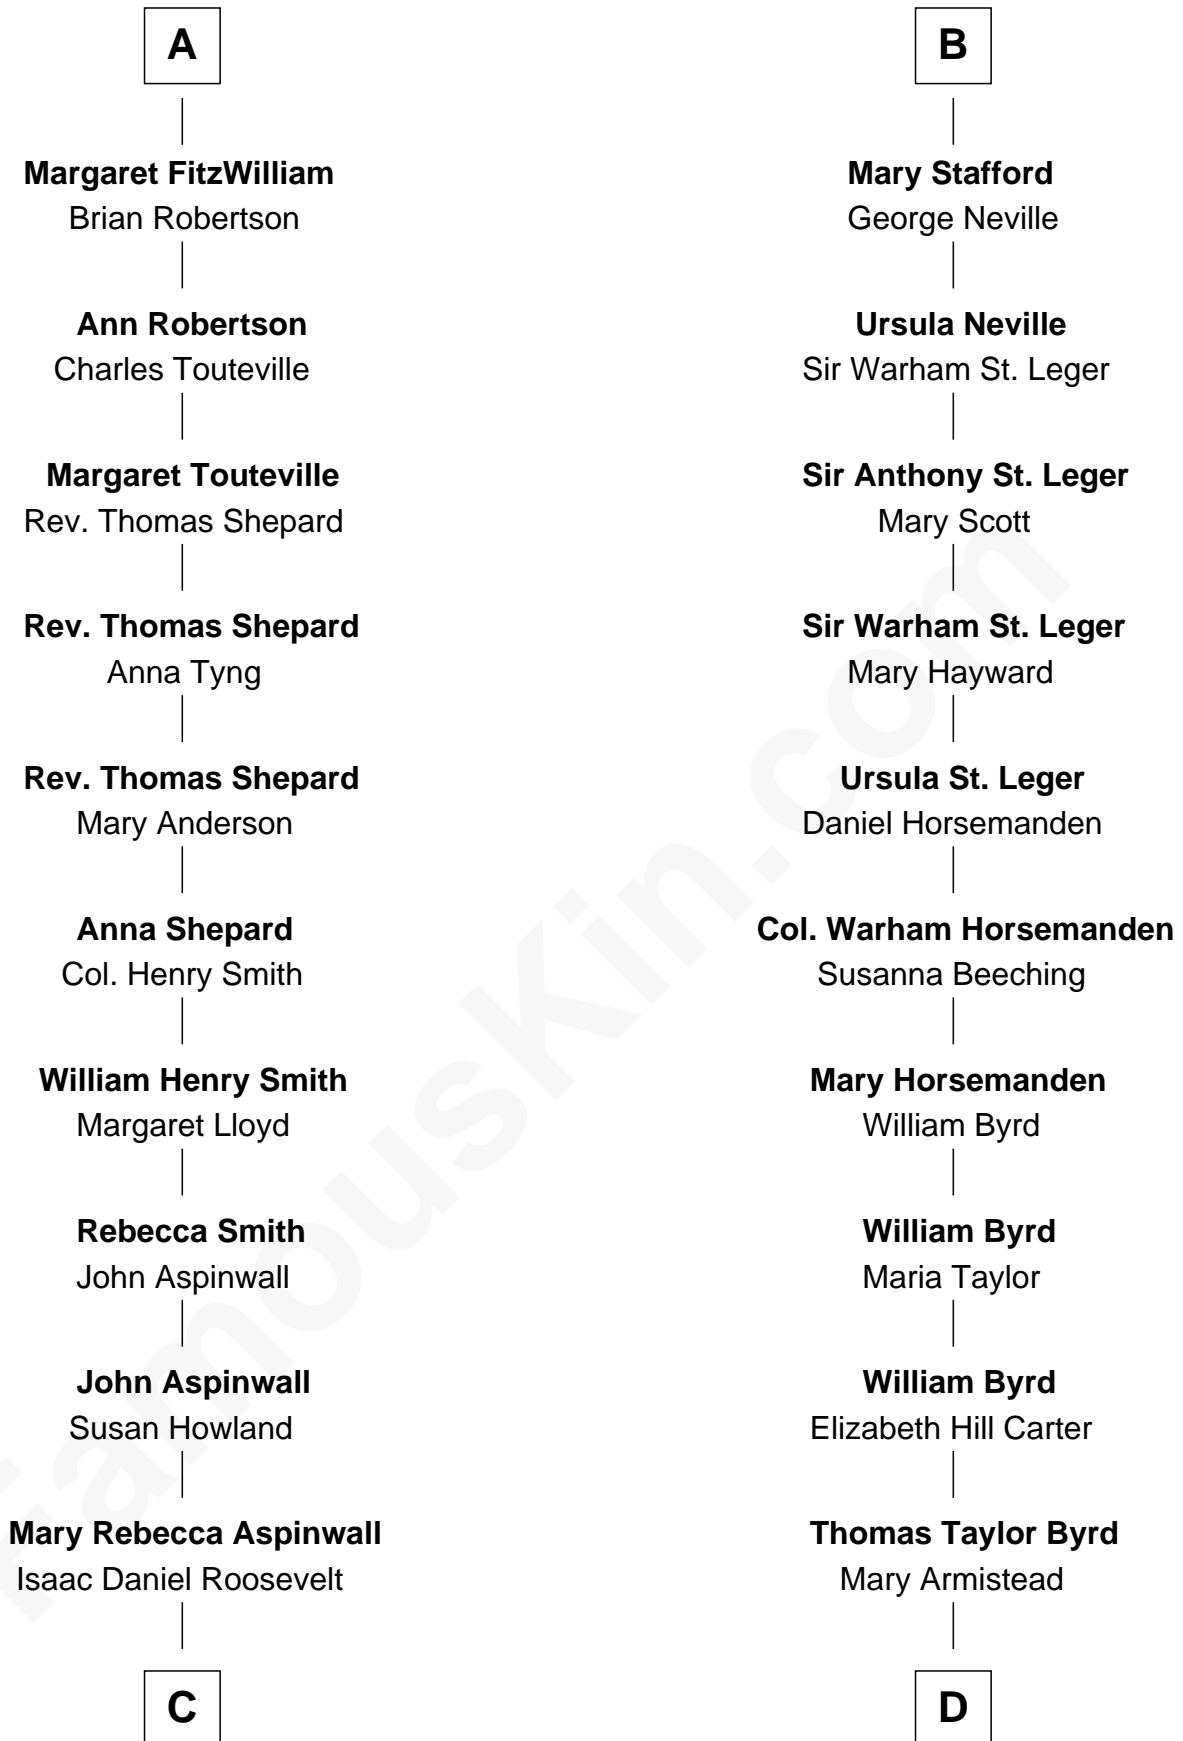 A
Margaret FitzWilliam
Brian Robertson
Ann Robertson
Charles Touteville
Margaret Touteville
Rev. Thomas Shepard
Rev. Thomas Shepard
Anna Tyng
Rev. Thomas Shepard
Mary Anderson
Anna Shepard
Col. Henry Smith
William Henry Smith
Margaret Lloyd
Rebecca Smith
John Aspinwall
John Aspinwall
Susan Howland
Mary Rebecca Aspinwall
Isaac Daniel Roosevelt
C
B
Mary Stafford
George Neville
Ursula Neville
Sir Warham St. Leger
Sir Anthony St. Leger
Mary Scott
Sir Warham St. Leger
Mary Hayward
Ursula St. Leger
Daniel Horsemanden
Col. Warham Horsemanden
Susanna Beeching
Mary Horsemanden
William Byrd
William Byrd
Maria Taylor
William Byrd
Elizabeth Hill Carter
Thomas Taylor Byrd
Mary Armistead
D
FamousKin.com